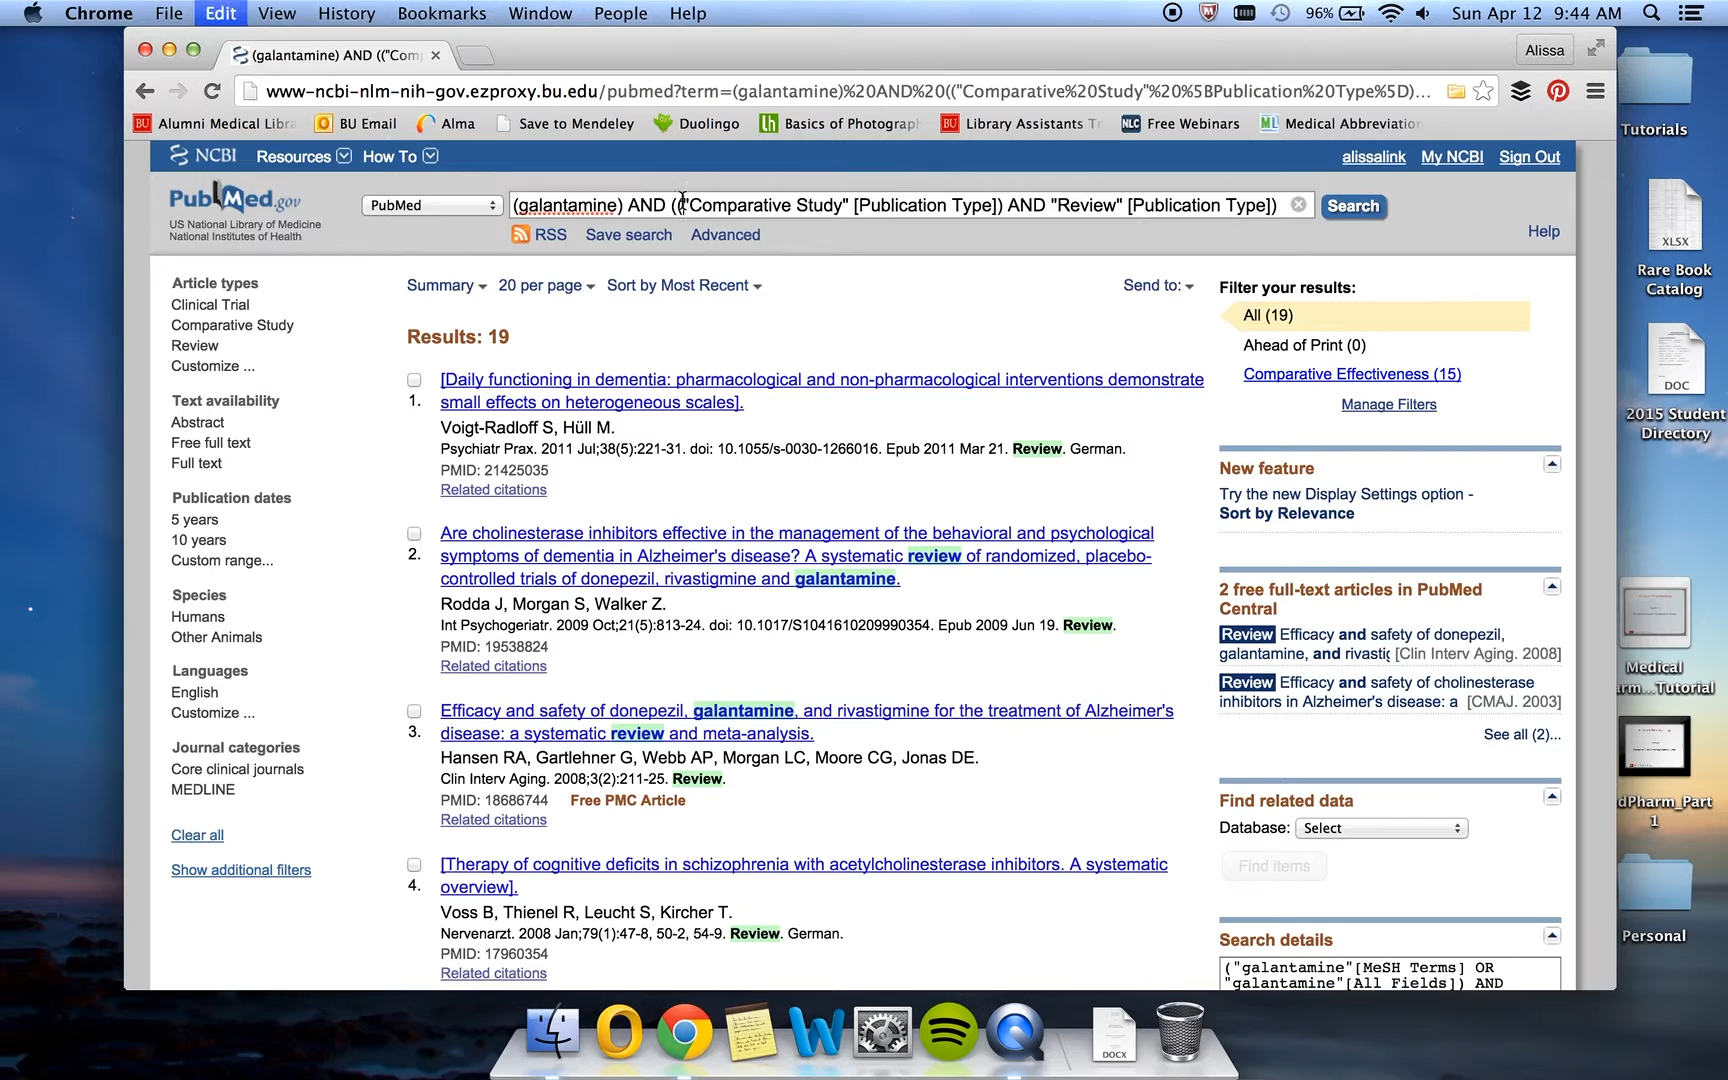 Chrome File Edit View History Bookmarks Window People Help 96% Sun Apr 12 9:44 AM
(galantamine) AND (("Com
Alissa
www-ncbi-nlm-nih-gov.ezproxy.bu.edu/pubmed?term=(galantamine)%20AND%20(("Comparative%20Study"%20%5BPublication%20Type%5D)...
BU Alumni Medical Libra BU Email Alma Save to Mendeley Duolingo lh Basics of Photograph BU Library Assistants Tr NLC Free Webinars ML Medical Abbreviation
NCBI Resources How To alissalink My NCBI Sign Out
PubMed.gov
US National Library of Medicine
National Institutes of Health
PubMed (galantamine) AND (("Comparative Study" [Publication Type]) AND "Review" [Publication Type]) Search
RSS Save search Advanced Help
Article types
Clinical Trial
Comparative Study
Review
Customize ...
Text availability
Abstract
Free full text
Full text
Publication dates
5 years
10 years
Custom range...
Species
Humans
Other Animals
Languages
English
Customize ...
Journal categories
Core clinical journals
MEDLINE
Clear all
Show additional filters
Summary 20 per page Sort by Most Recent Send to:
Results: 19
1. [Daily functioning in dementia: pharmacological and non-pharmacological interventions demonstrate
small effects on heterogeneous scales].
Voigt-Radloff S, Hüll M.
Psychiatr Prax. 2011 Jul;38(5):221-31. doi: 10.1055/s-0030-1266016. Epub 2011 Mar 21. Review. German.
PMID: 21425035
Related citations
2. Are cholinesterase inhibitors effective in the management of the behavioral and psychological
symptoms of dementia in Alzheimer's disease? A systematic review of randomized, placebo-
controlled trials of donepezil, rivastigmine and galantamine.
Rodda J, Morgan S, Walker Z.
Int Psychogeriatr. 2009 Oct;21(5):813-24. doi: 10.1017/S1041610209990354. Epub 2009 Jun 19. Review.
PMID: 19538824
Related citations
3. Efficacy and safety of donepezil, galantamine, and rivastigmine for the treatment of Alzheimer's
disease: a systematic review and meta-analysis.
Hansen RA, Gartlehner G, Webb AP, Morgan LC, Moore CG, Jonas DE.
Clin Interv Aging. 2008;3(2):211-25. Review.
PMID: 18686744 Free PMC Article
Related citations
4. [Therapy of cognitive deficits in schizophrenia with acetylcholinesterase inhibitors. A systematic
overview].
Voss B, Thienel R, Leucht S, Kircher T.
Nervenarzt. 2008 Jan;79(1):47-8, 50-2, 54-9. Review. German.
PMID: 17960354
Related citations
Filter your results:
All (19)
Ahead of Print (0)
Comparative Effectiveness (15)
Manage Filters
New feature
Try the new Display Settings option -
Sort by Relevance
2 free full-text articles in PubMed
Central
Review Efficacy and safety of donepezil,
galantamine, and rivastig [Clin Interv Aging. 2008]
Review Efficacy and safety of cholinesterase
inhibitors in Alzheimer's disease: a [CMAJ. 2003]
See all (2)...
Find related data
Database: Select
Find items
Search details
("galantamine"[MeSH Terms] OR
"galantamine"[All Fields]) AND
Tutorials
XLSX
Rare Book
Catalog
DOC
2015 Student
Directory
Medical
arm...Tutorial
dPharm_Part
1
Personal
DOCX